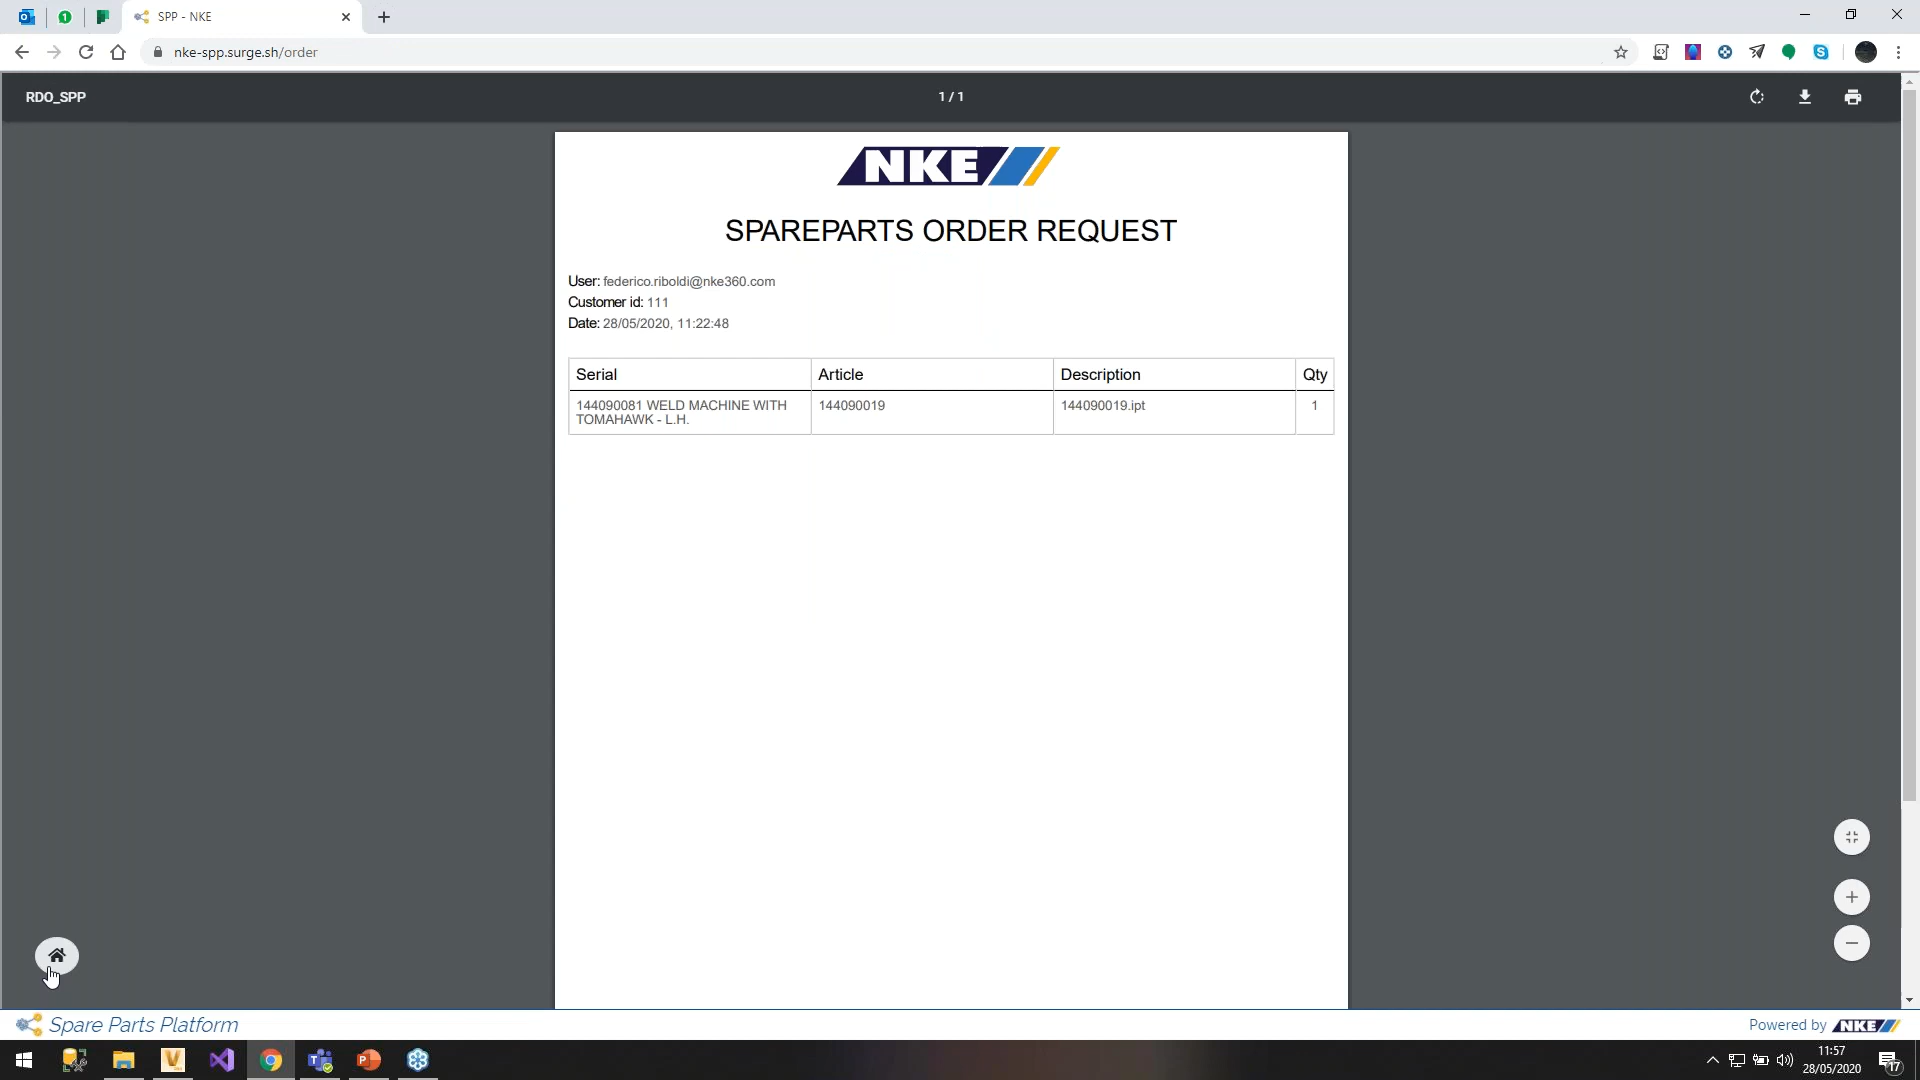 SPP - NKE
nke-spp.surge.sh/order
RDO_SPP
1 / 1
NKE
SPAREPARTS ORDER REQUEST
User: federico.riboldi@nke360.com
Customer id: 111
Date: 28/05/2020, 11:22:48
Serial Article Description Qty
144090081 WELD MACHINE WITH 144090019 144090019.ipt 1
TOMAHAWK - L.H.
Spare Parts Platform
Powered by NKE
11:57
28/05/2020
17